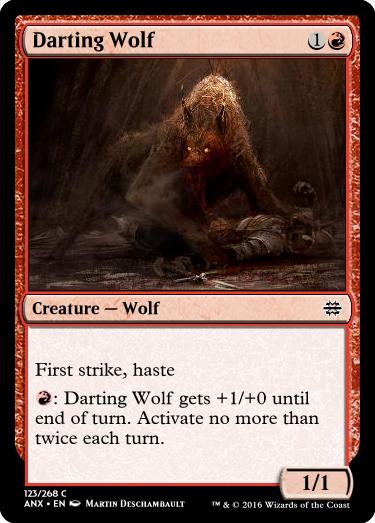 Darting Wolf 1
Creature — Wolf
First strike, haste
: Darting Wolf gets +1/+0 until
end of turn. Activate no more than
twice each turn.
1/1
123/268 C
ANX • EN Martin Deschambault
™ & © 2016 Wizards of the Coast